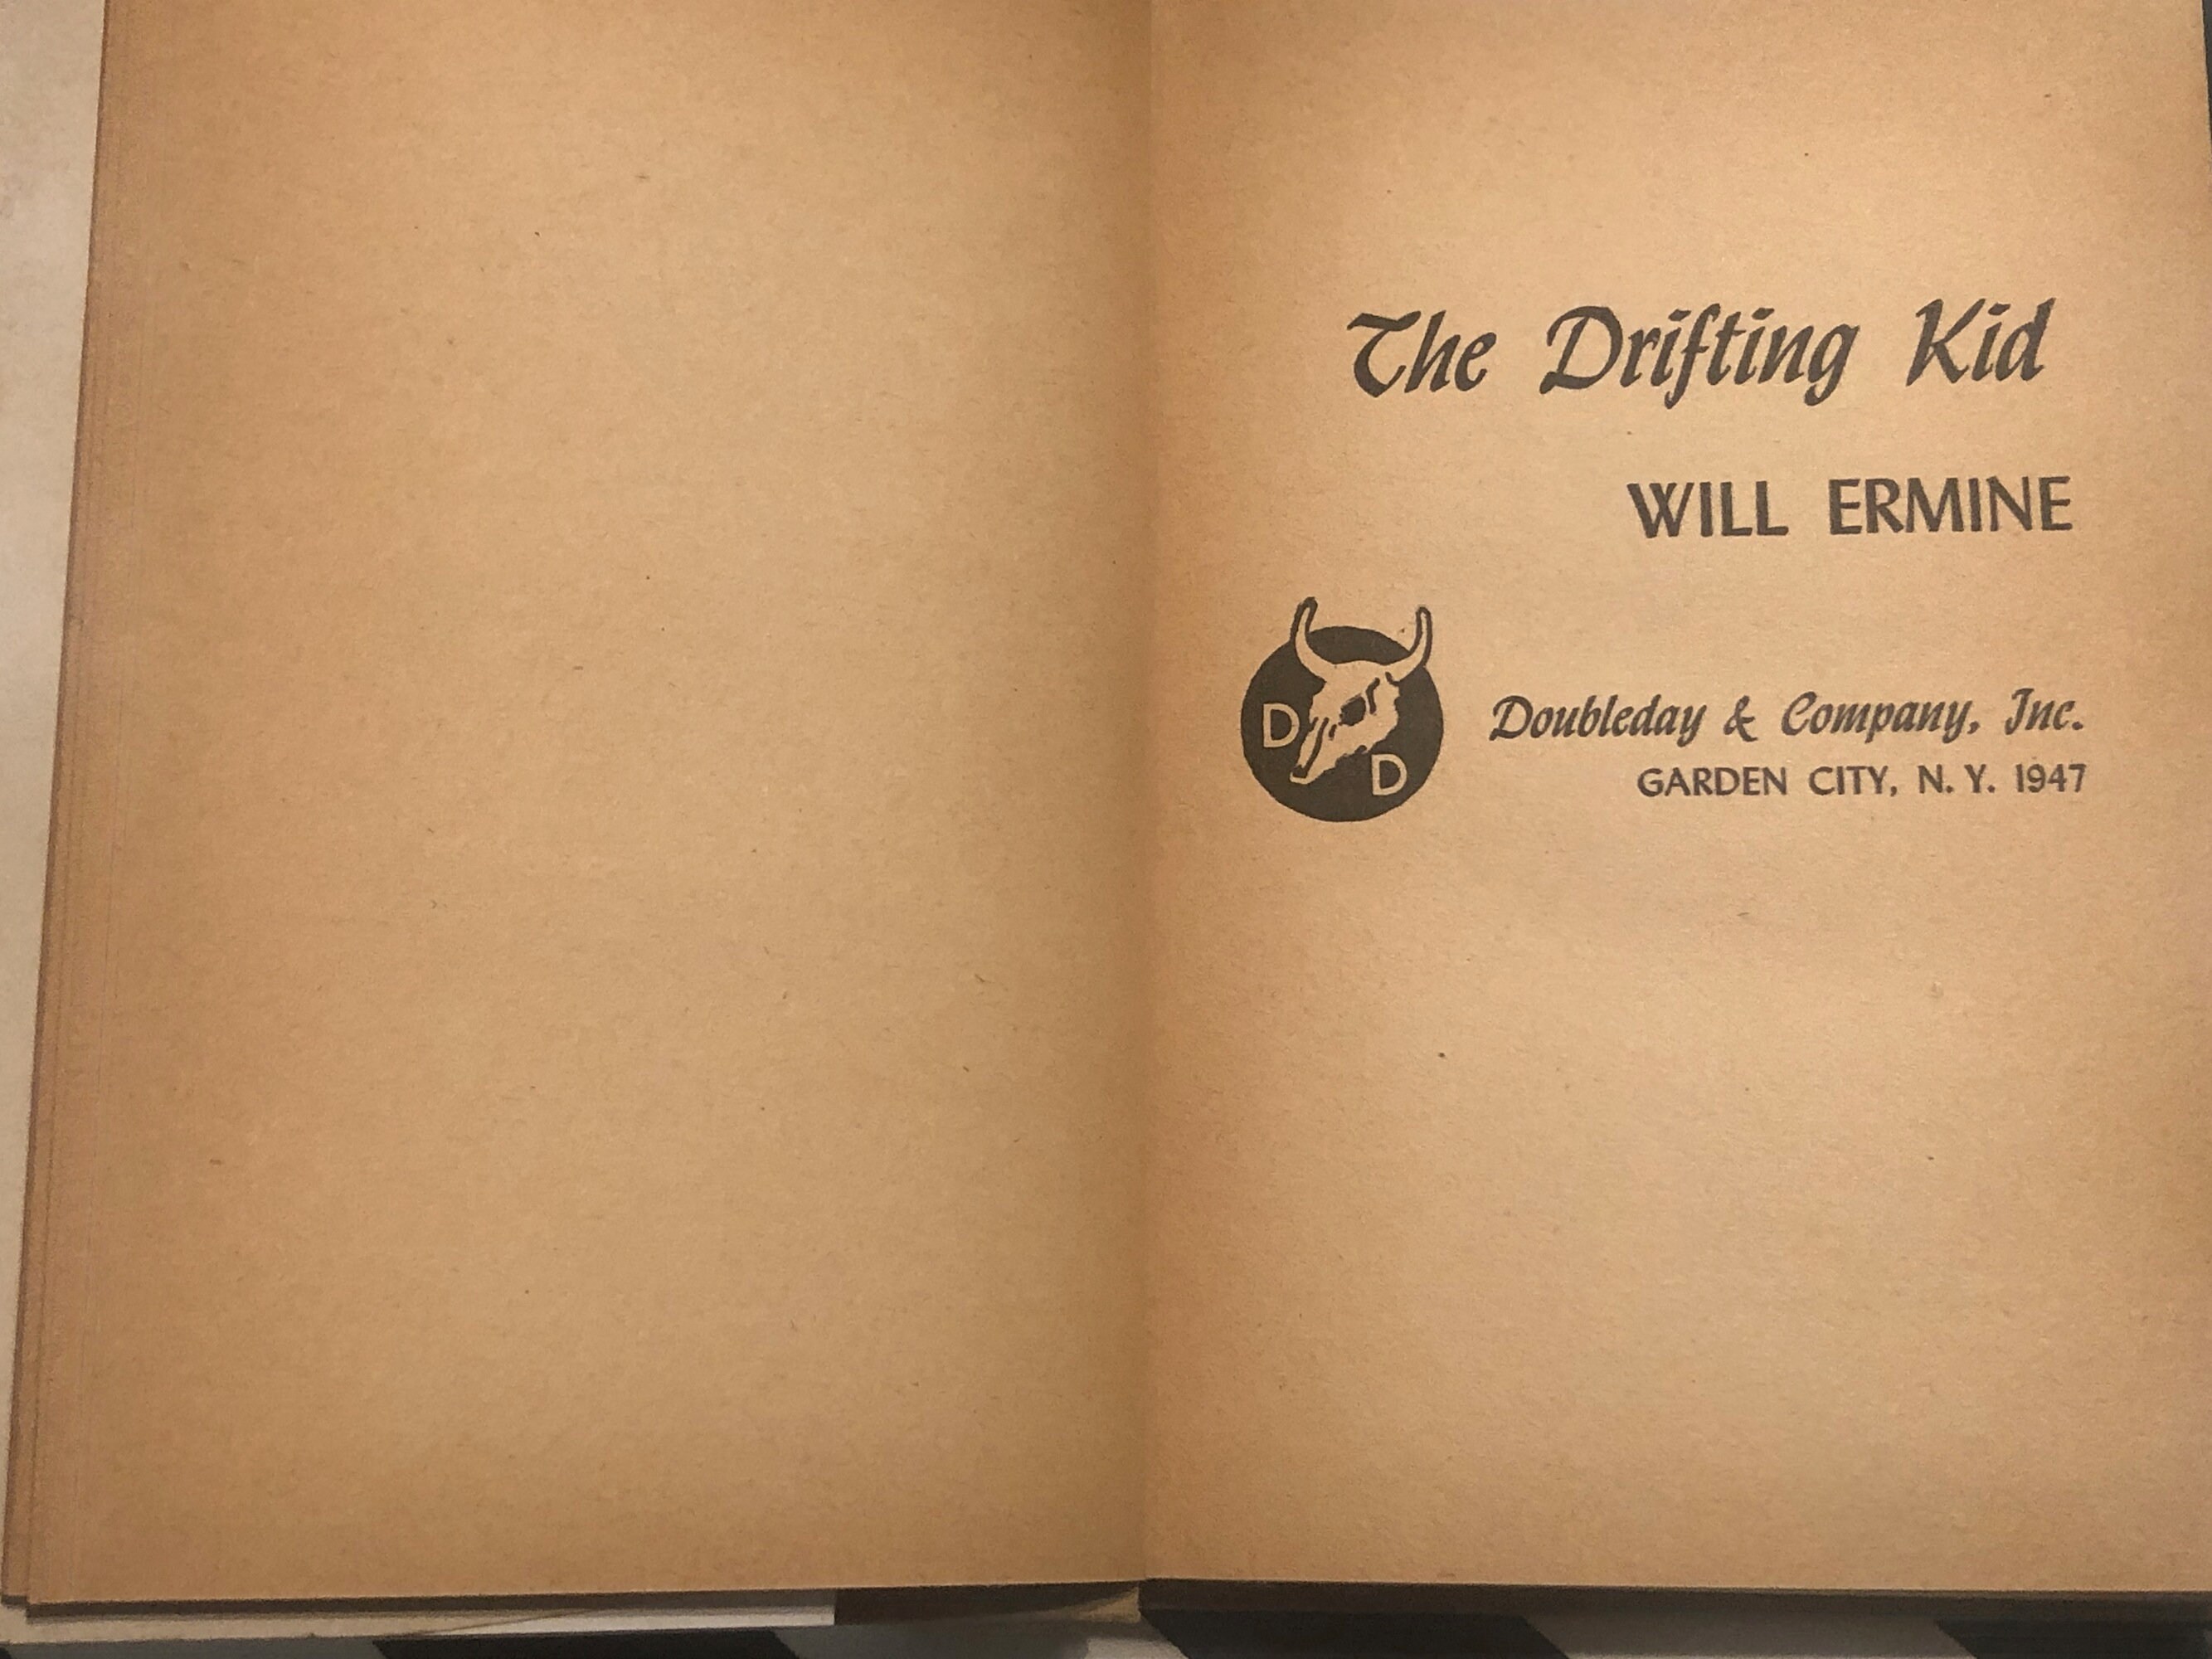 The Drifting Kid
WILL ERMINE
D
D
Doubleday & Company, Inc.
GARDEN CITY, N. Y. 1947